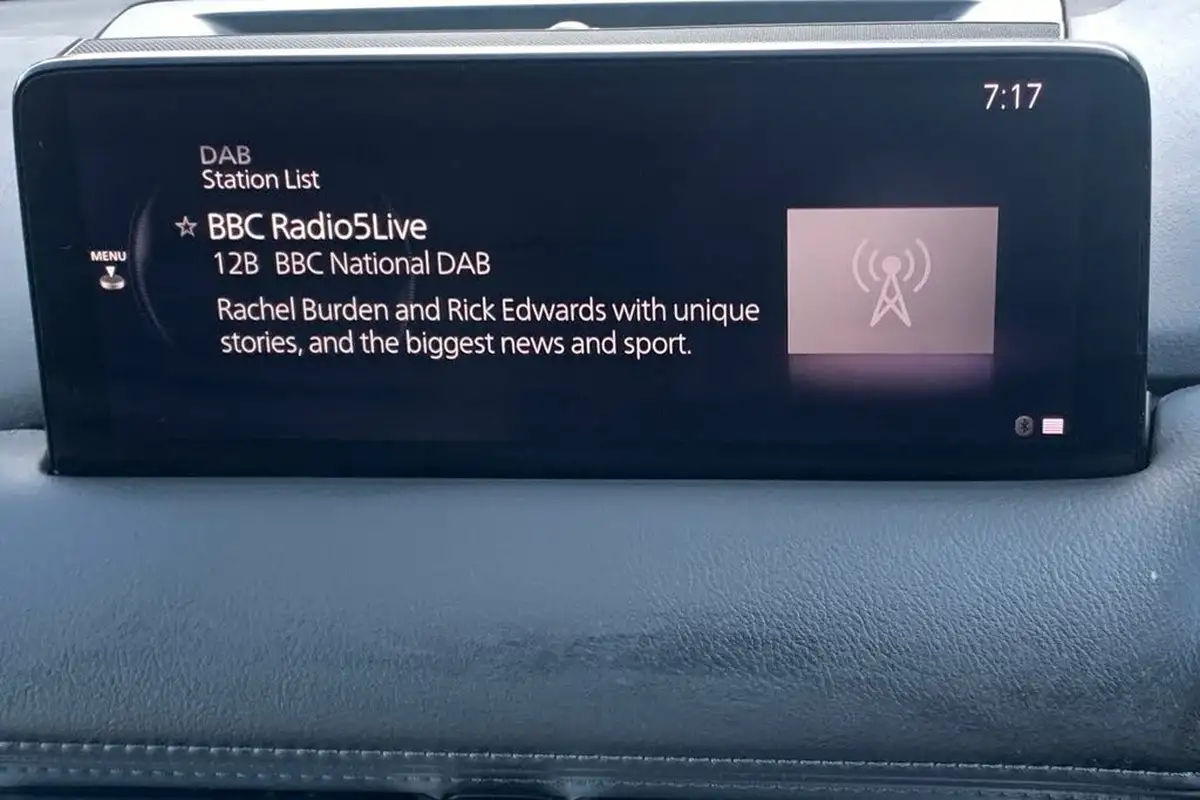 7:17
DAB
Station List
☆ BBC Radio5Live
MENU
12B BBC National DAB
Rachel Burden and Rick Edwards with unique
stories, and the biggest news and sport.